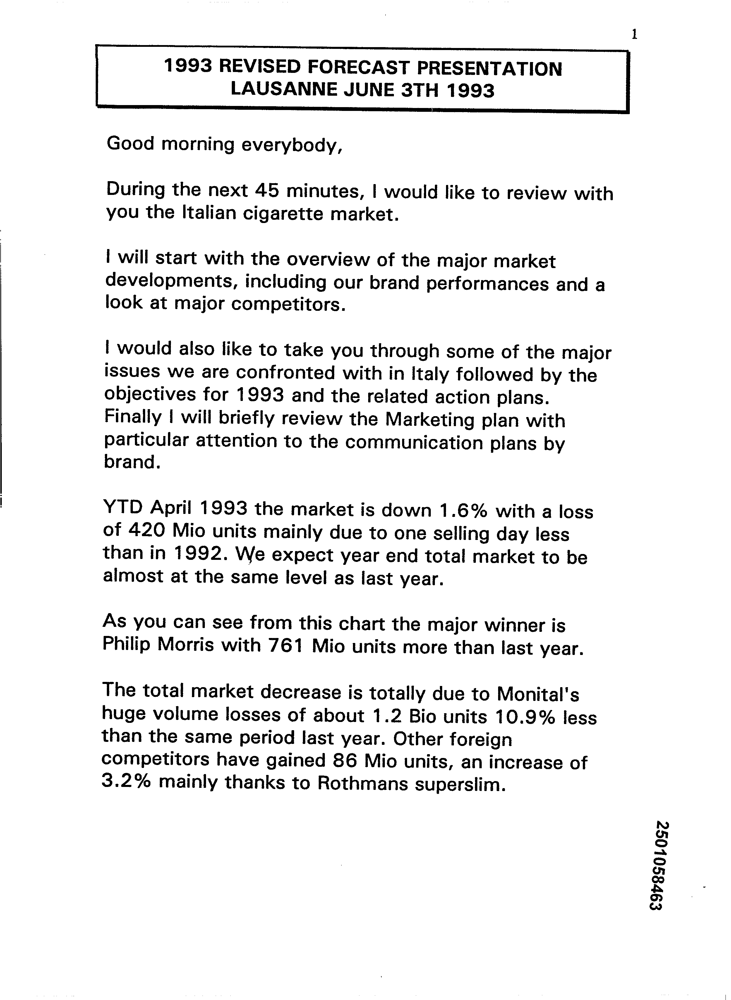 1
1993 REVISED FORECAST PRESENTATION
LAUSANNE JUNE 3TH 1993
Good morning everybody,
During the next 45 minutes, I would like to review with
you the Italian cigarette market.
I will start with the overview of the major market
developments, including our brand performances and a
look at major competitors.
I would also like to take you through some of the major
issues we are confronted with in Italy followed by the
objectives for 1993 and the related action plans.
Finally I will briefly review the Marketing plan with
particular attention to the communication plans by
brand.
YTD April 1993 the market is down 1.6% with a loss
of 420 Mio units mainly due to one selling day less
than in 1992. We expect year end total market to be
almost at the same level as last year.
As you can see from this chart the major winner is
Philip Morris with 761 Mio units more than last year.
The total market decrease is totally due to Monital's
huge volume losses of about 1.2 Bio units 10.9% less
than the same period last year. Other foreign
competitors have gained 86 Mio units, an increase of
3.2% mainly thanks to Rothmans superslim.
2501058463